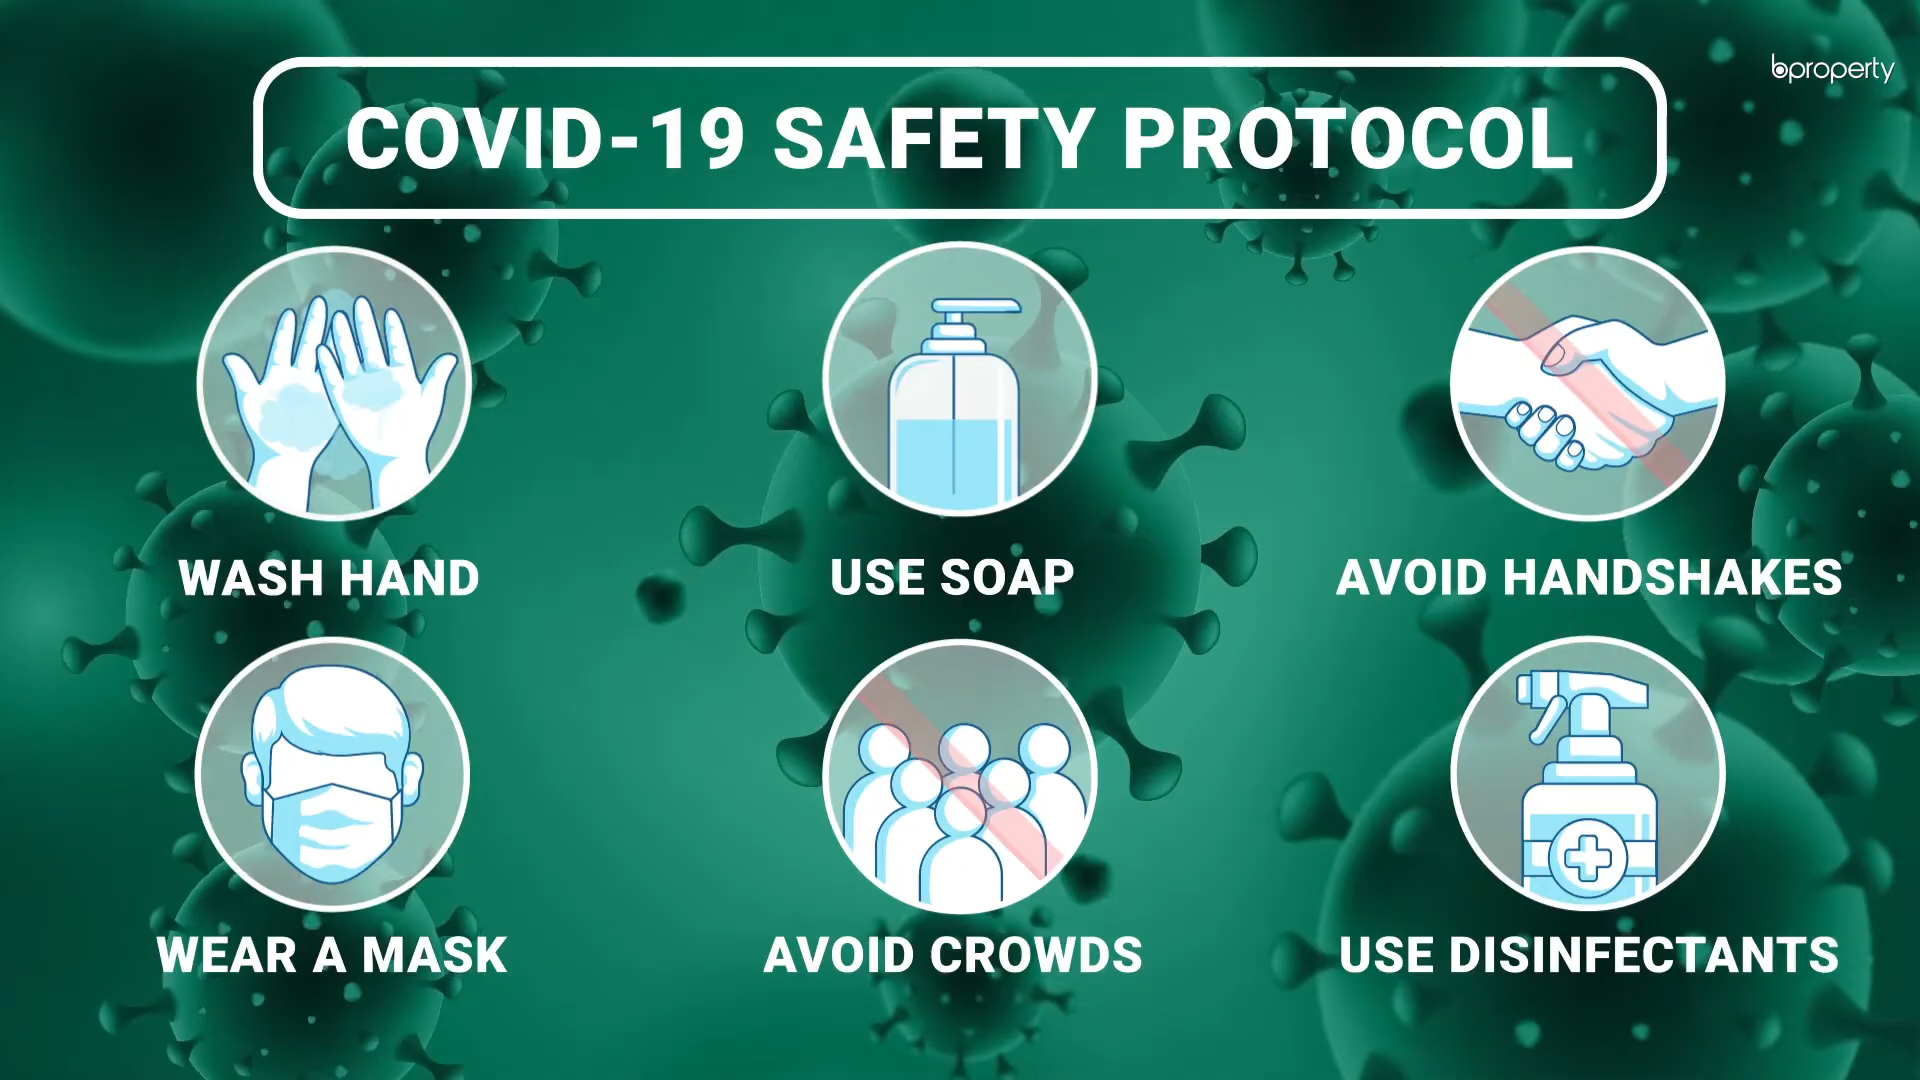 bproperty
COVID-19 SAFETY PROTOCOL
WASH HAND
USE SOAP
AVOID HANDSHAKES
WEAR A MASK
AVOID CROWDS
USE DISINFECTANTS